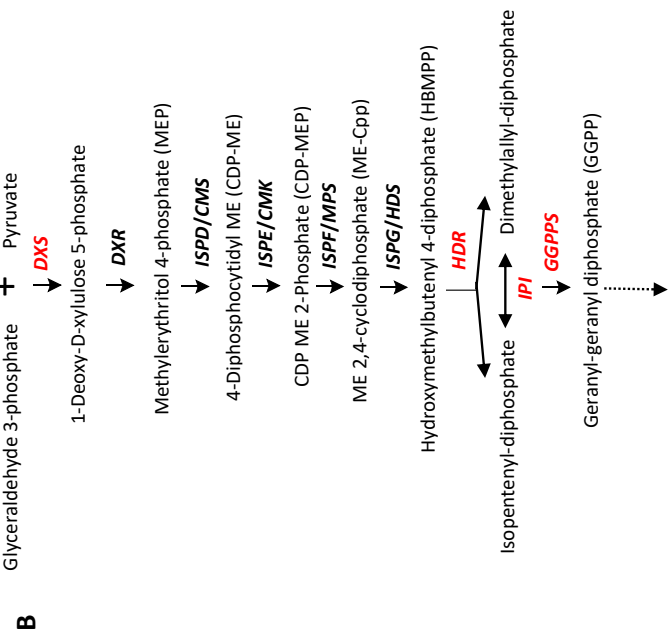 B
Glyceraldehyde 3-phosphate + Pyruvate
DXS
1-Deoxy-D-xylulose 5-phosphate
DXR
Methylerythritol 4-phosphate (MEP)
ISPD/CMS
4-Diphosphocytidyl ME (CDP-ME)
ISPE/CMK
CDP ME 2-Phosphate (CDP-MEP)
ISPF/MPS
ME 2,4-cyclodiphosphate (ME-Cpp)
ISPG/HDS
Hydroxymethylbutenyl 4-diphosphate (HBMPP)
HDR
Isopentenyl-diphosphate Dimethylallyl-diphosphate
IPI
GGPPS
Geranyl-geranyl diphosphate (GGPP)